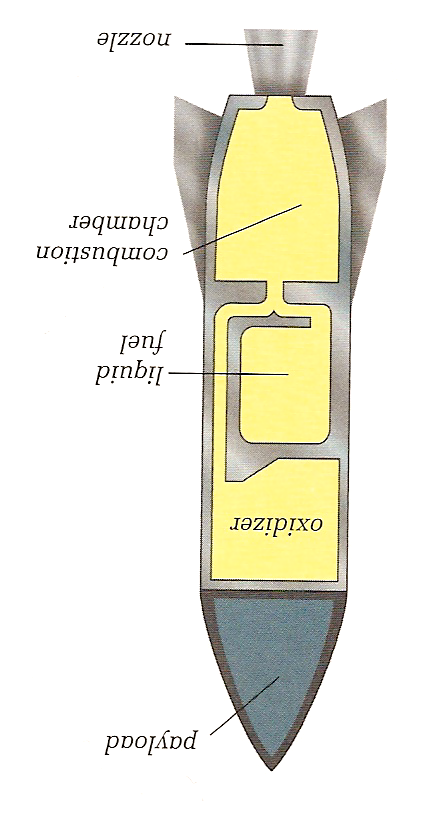 payload
oxidizer
liquid
fuel
combustion
chamber
nozzle